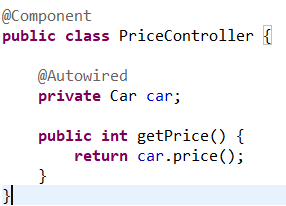 @Component
public class PriceController {
@Autowired
private Car car;
public int getPrice() {
return car.price();
}
}